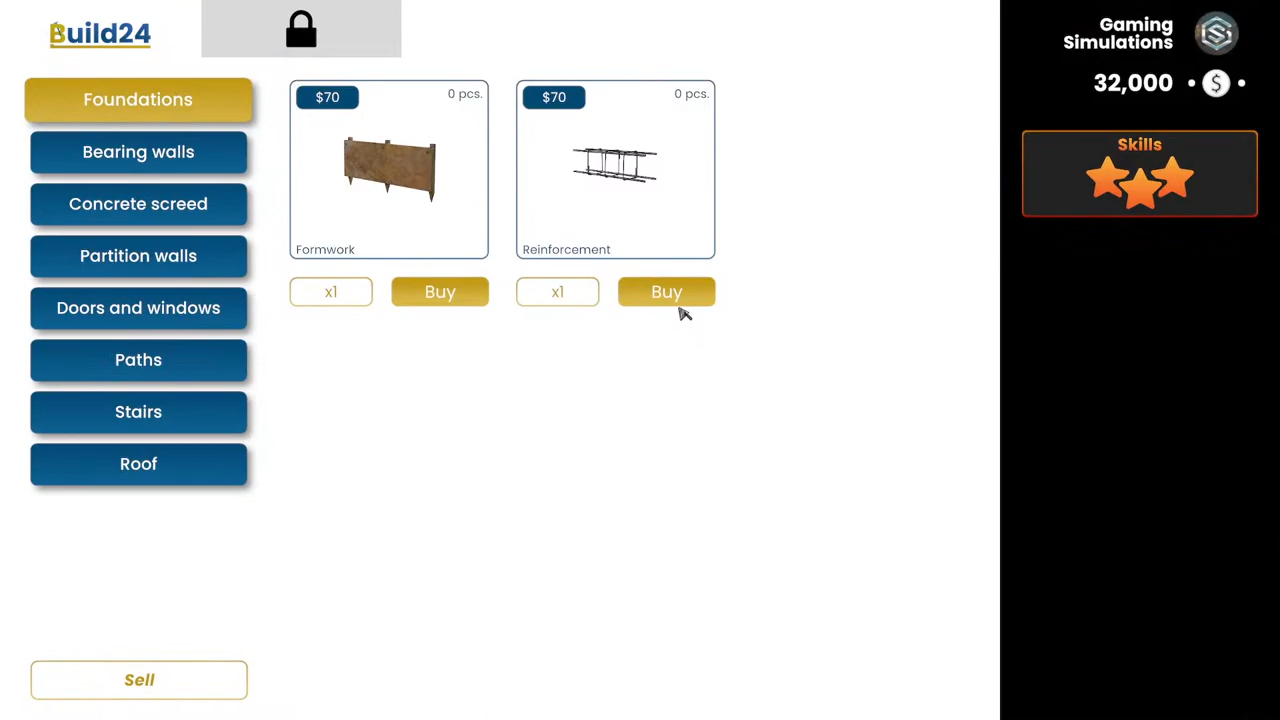 Build24
Foundations
Bearing walls
Concrete screed
Partition walls
Doors and windows
Paths
Stairs
Roof
Sell
$70
0 pcs.
Formwork
x1
Buy
$70
0 pcs.
Reinforcement
x1
Buy
Gaming
Simulations
32,000
$
Skills